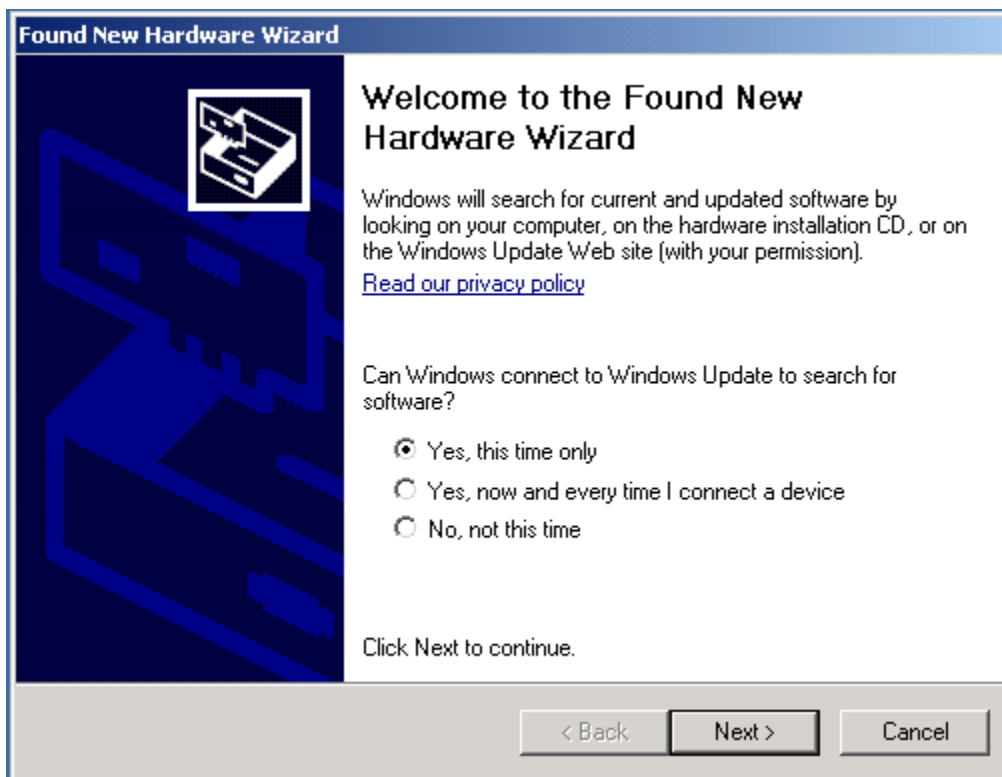 Found New Hardware Wizard
Welcome to the Found New
Hardware Wizard
Windows will search for current and updated software by
looking on your computer, on the hardware installation CD, or on
the Windows Update Web site (with your permission).
Read our privacy policy
Can Windows connect to Windows Update to search for
software?
Yes, this time only
Yes, now and every time I connect a device
No, not this time
Click Next to continue.
< Back Next > Cancel